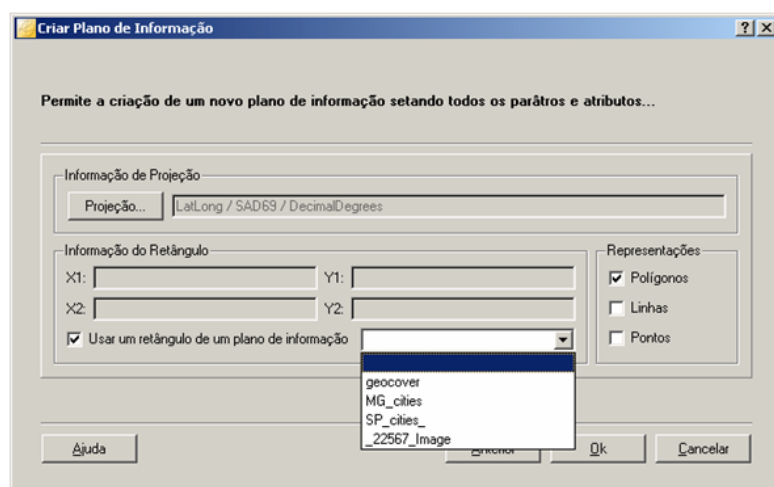 Criar Plano de Informação
Permite a criação de um novo plano de informação setando todos os parâtros e atributos...
Informação de Projeção
Projeção... LatLong / SAD69 / DecimalDegrees
Informação do Retângulo
Representações
X1: Y1:
Polígonos
X2: Y2:
Linhas
Usar um retângulo de um plano de informação
Pontos
geocover
MG_cities
SP_cities_
_22567_Image
Ajuda Anterior Ok Cancelar